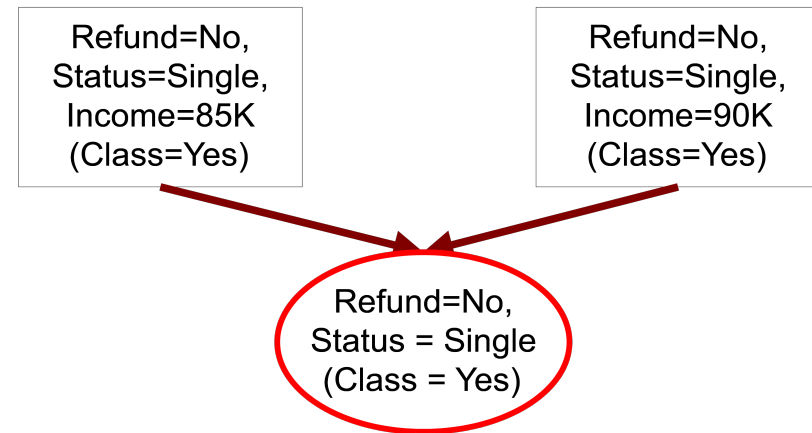 Refund=No,
Status=Single,
Income=85K
(Class=Yes)
Refund=No,
Status=Single,
Income=90K
(Class=Yes)
Refund=No,
Status = Single
(Class = Yes)